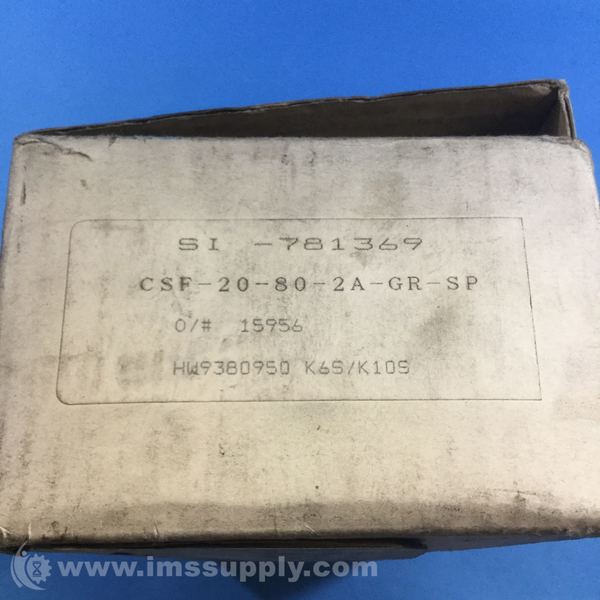 SI -781369
CSF-20-80-2A-GR-SP
O/# 15956
HW9380950 K6S/K10S
www.imssupply.com